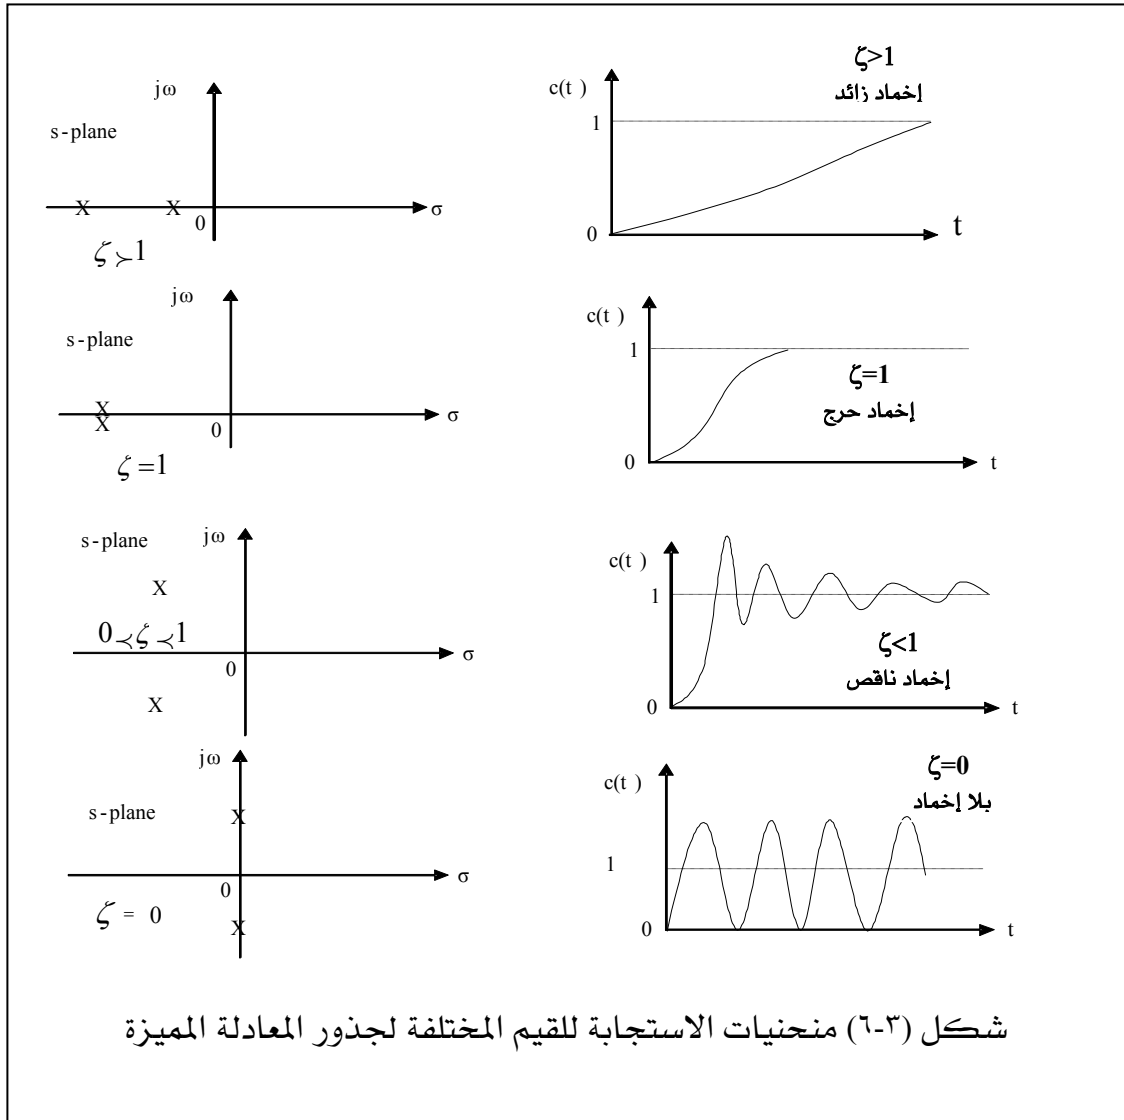 jω
s-plane
X X
0
σ
ζ≻1
c(t)
1
0
t
ζ>1
إخماد زائد
jω
s-plane
X
X
0
σ
ζ=1
c(t)
1
0
t
ζ=1
إخماد حرج
s-plane
jω
X
0≺ζ≺1
0
σ
X
c(t)
1
0
t
ζ<1
إخماد ناقص
jω
s-plane
X
0
σ
ζ = 0
X
c(t)
1
0
t
ζ=0
بلا إخماد
شكل (٣-٦) منحنيات الاستجابة للقيم المختلفة لجذور المعادلة المميزة